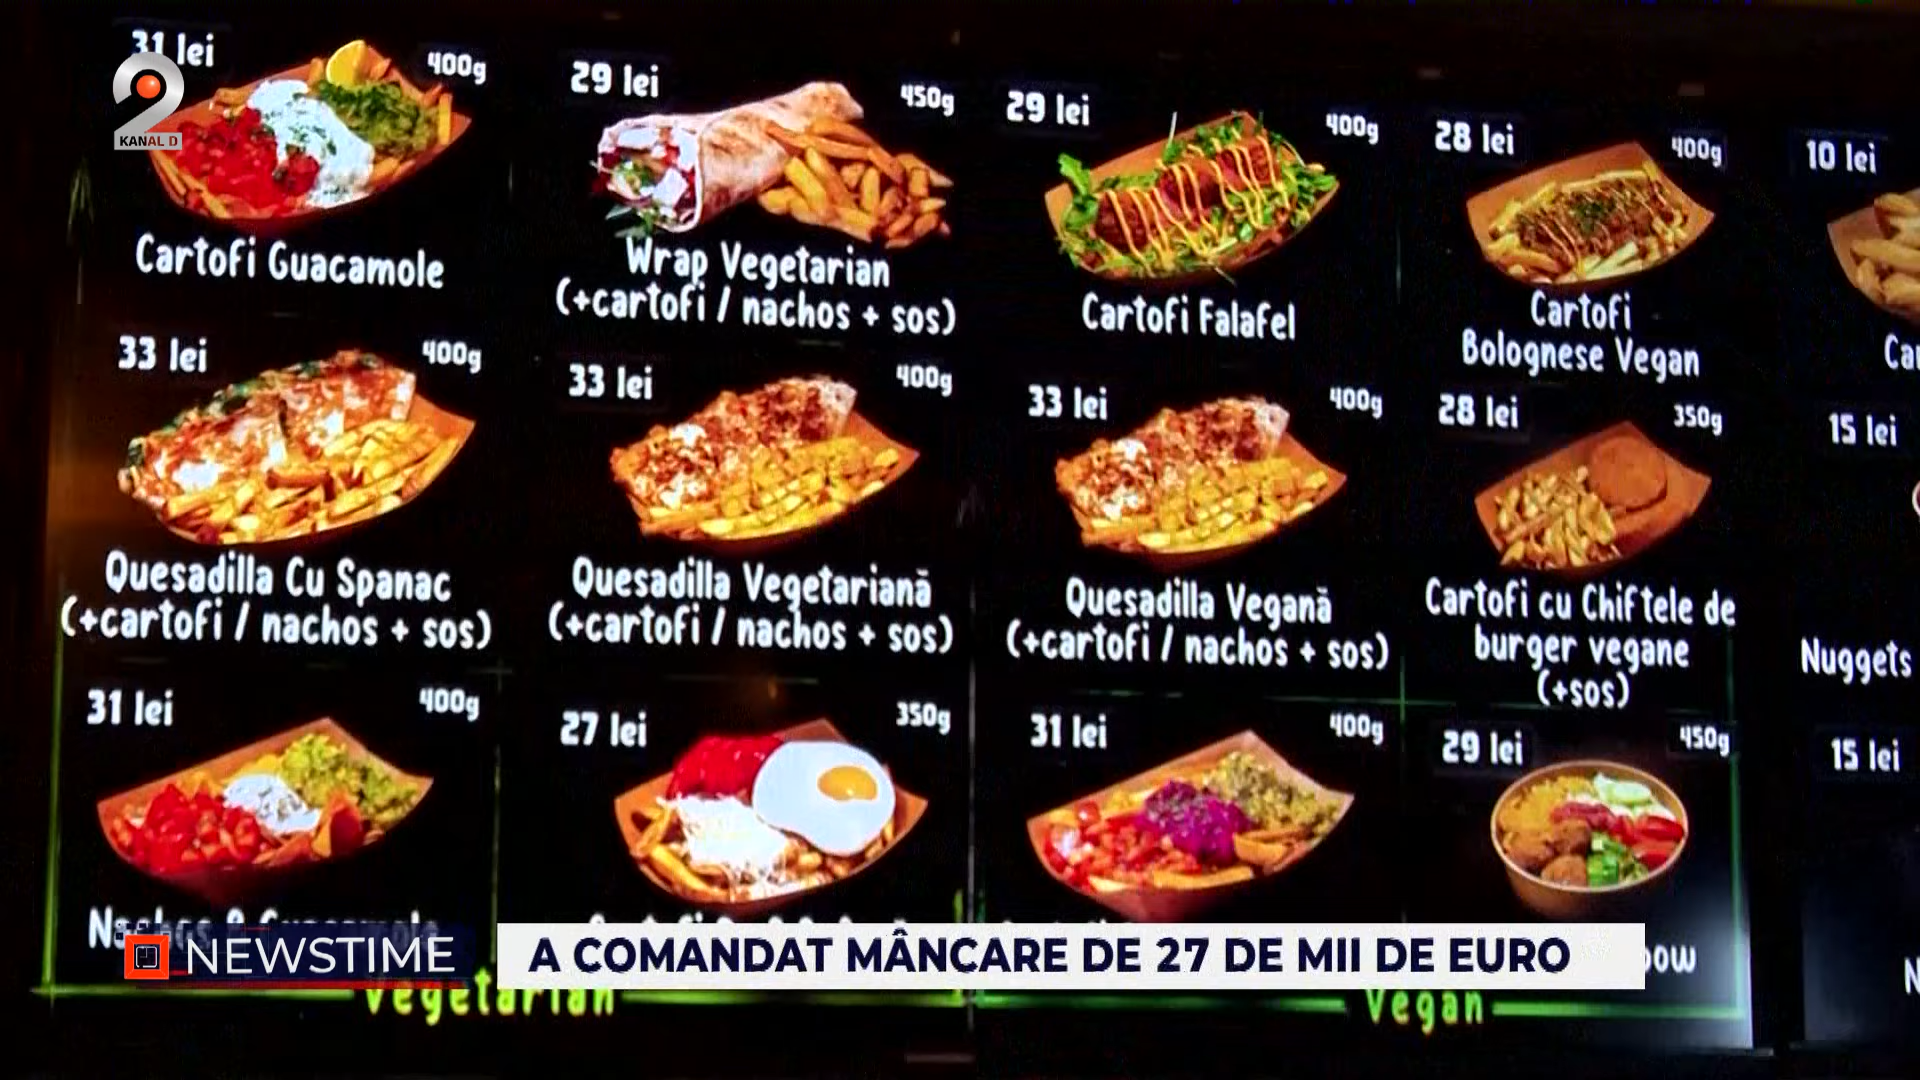 31 lei
400g
29 lei
450g
29 lei
400g
28 lei
400g
10 lei
KANAL D
Cartofi Guacamole
Wrap Vegetarian
(+cartofi / nachos + sos)
Cartofi Falafel
Cartofi
Bolognese Vegan
33 lei
400g
33 lei
400g
33 lei
400g
28 lei
350g
15 lei
Quesadilla Cu Spanac
(+cartofi / nachos + sos)
Quesadilla Vegetariană
(+cartofi / nachos + sos)
Quesadilla Vegană
(+cartofi / nachos + sos)
Cartofi cu Chiftele de
burger vegane
(+sos)
Nuggets
31 lei
400g
27 lei
350g
31 lei
400g
29 lei
450g
15 lei
Nachos & Guacamole
NEWSTIME
A COMANDAT MÂNCARE DE 27 DE MII DE EURO
Vegetarian
Vegan